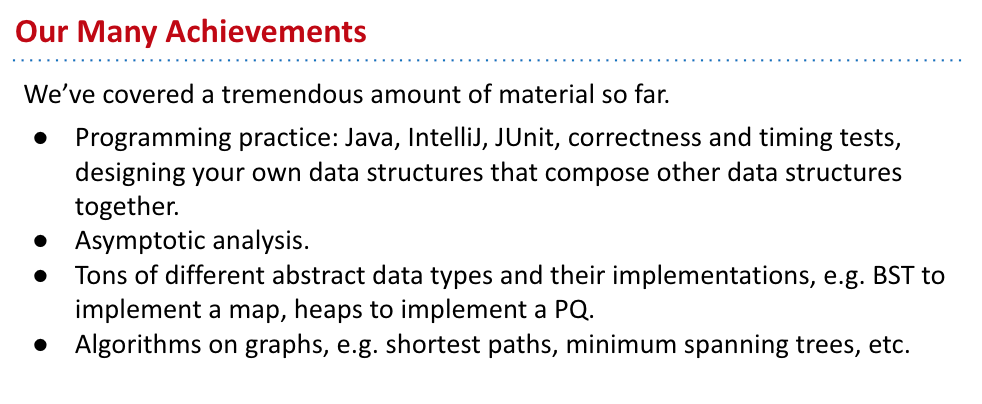 Our Many Achievements
We’ve covered a tremendous amount of material so far.
● Programming practice: Java, IntelliJ, JUnit, correctness and timing tests,
designing your own data structures that compose other data structures
together.
● Asymptotic analysis.
● Tons of different abstract data types and their implementations, e.g. BST to
implement a map, heaps to implement a PQ.
● Algorithms on graphs, e.g. shortest paths, minimum spanning trees, etc.